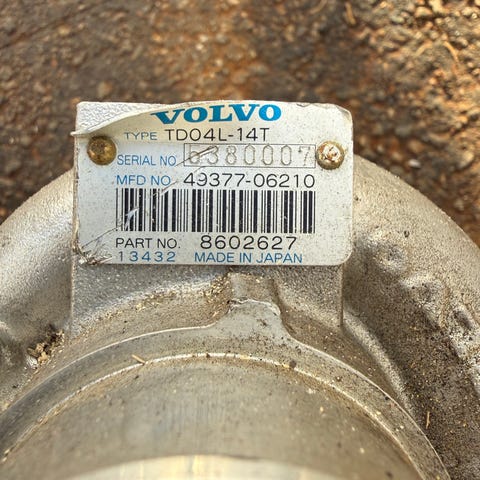 VOLVO
TYPE TD04L-14T
SERIAL NO 6380007
MFD NO 49377-06210
PART NO. 8602627
13432 MADE IN JAPAN